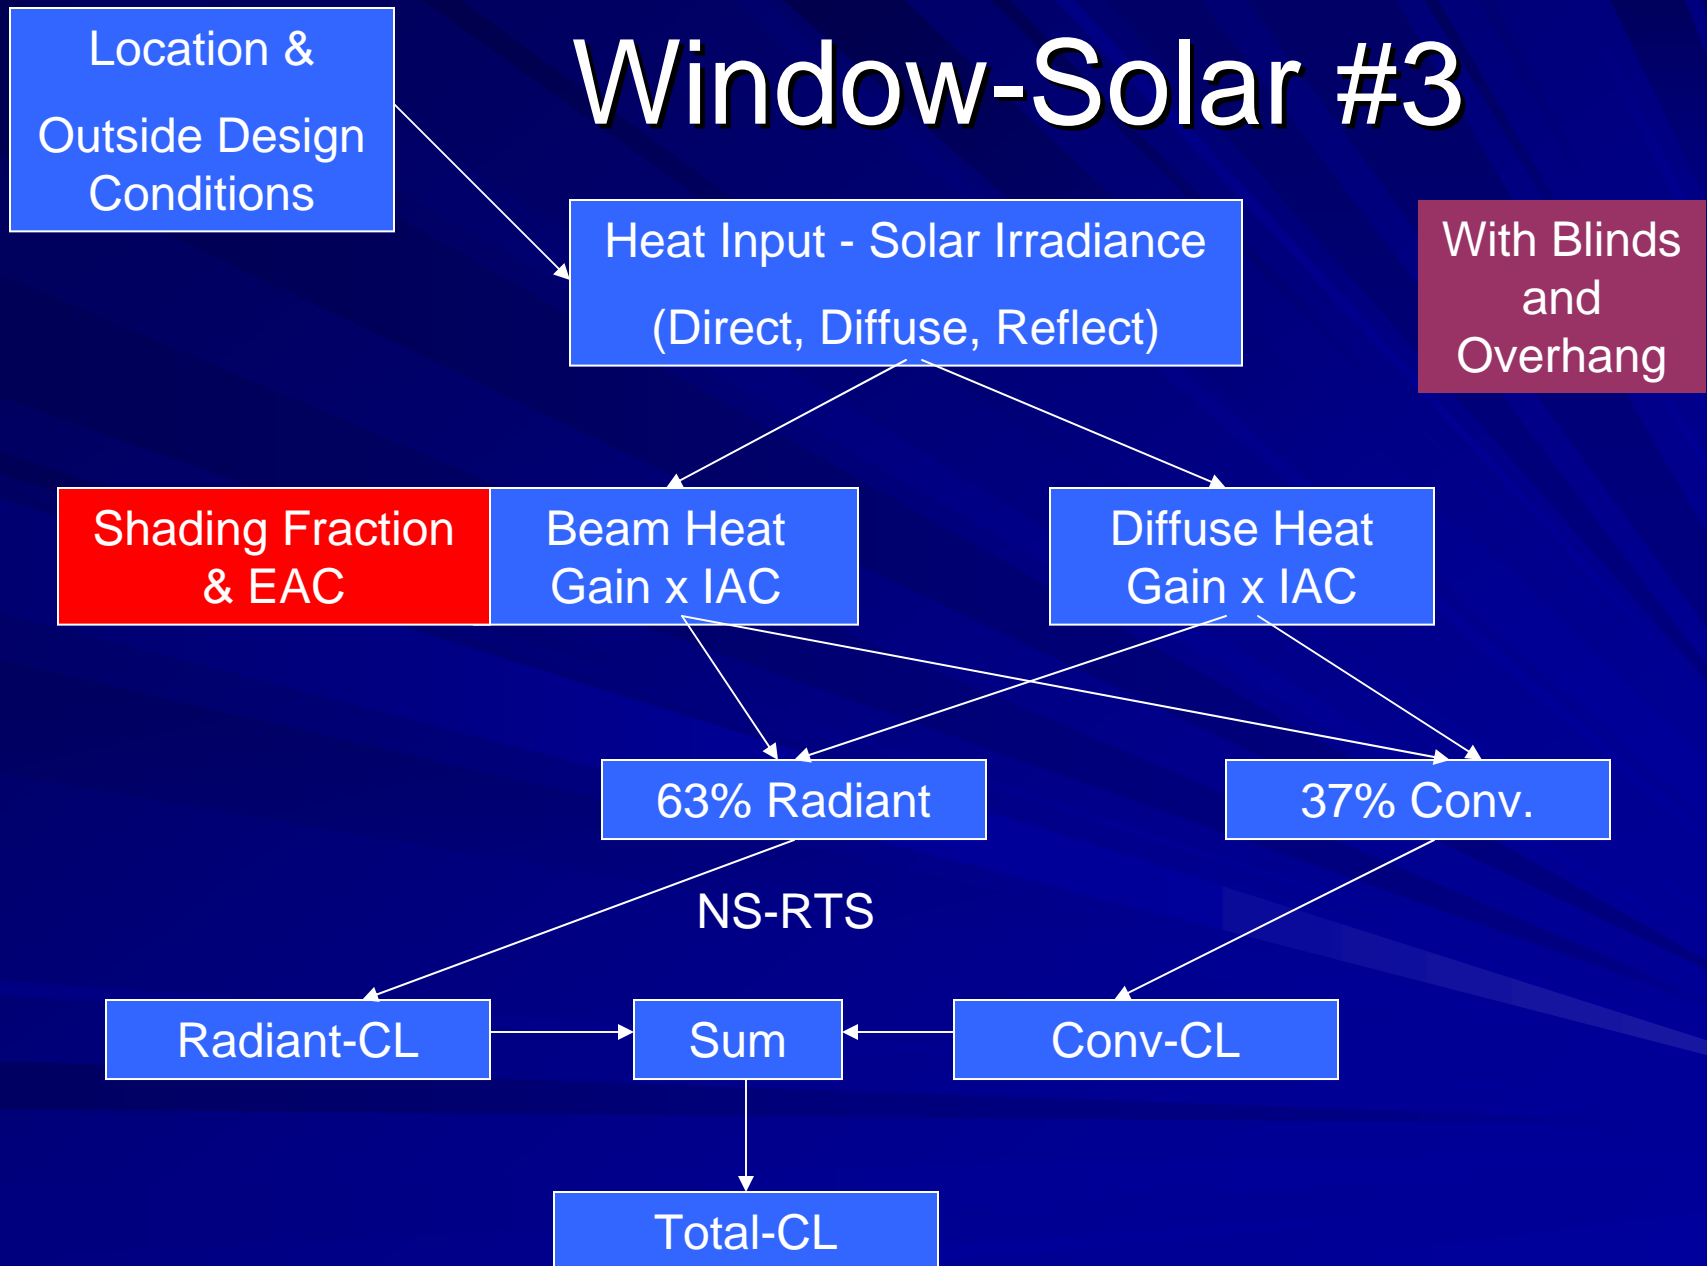 Location &
Outside Design
Conditions
Window-Solar #3
Heat Input - Solar Irradiance
(Direct, Diffuse, Reflect)
With Blinds
and
Overhang
Shading Fraction
& EAC
Beam Heat
Gain x IAC
Diffuse Heat
Gain x IAC
63% Radiant
37% Conv.
NS-RTS
Radiant-CL
Sum
Conv-CL
Total-CL